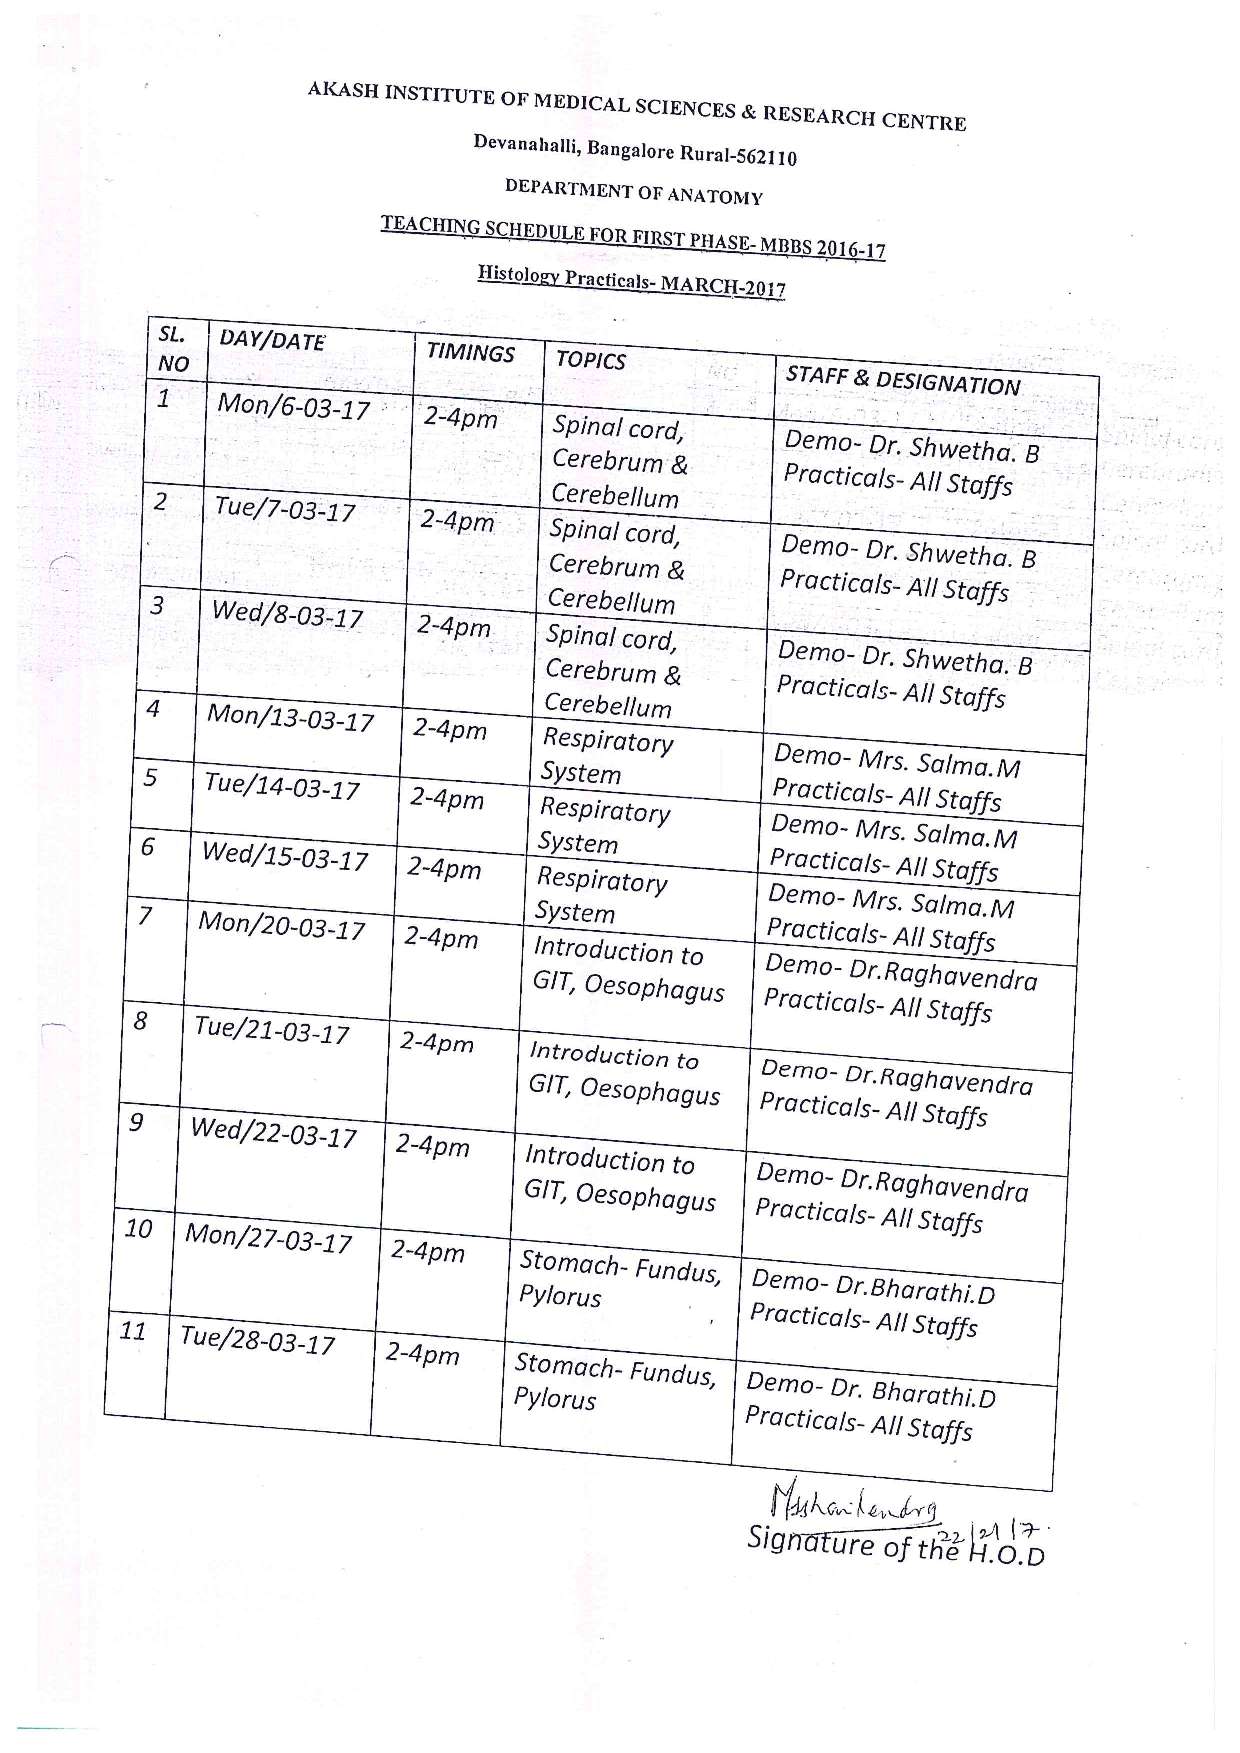 AKASH INSTITUTE OF MEDICAL SCIENCES & RESEARCH CENTRE
Devanahalli, Bangalore Rural-562110
DEPARTMENT OF ANATOMY
TEACHING SCHEDULE FOR FIRST PHASE- MBBS 2016-17
Histology Practicals- MARCH-2017
SL. NO DAY/DATE TIMINGS TOPICS STAFF & DESIGNATION
1 Mon/6-03-17 2-4pm Spinal cord, Demo- Dr. Shwetha. B
Cerebrum & Practicals- All Staffs
Cerebellum
2 Tue/7-03-17 2-4pm Spinal cord, Demo- Dr. Shwetha. B
Cerebrum & Practicals- All Staffs
Cerebellum
3 Wed/8-03-17 2-4pm Spinal cord, Demo- Dr. Shwetha. B
Cerebrum & Practicals- All Staffs
Cerebellum
4 Mon/13-03-17 2-4pm Respiratory Demo- Mrs. Salma.M
System Practicals- All Staffs
5 Tue/14-03-17 2-4pm Respiratory Demo- Mrs. Salma.M
System Practicals- All Staffs
6 Wed/15-03-17 2-4pm Respiratory Demo- Mrs. Salma.M
System Practicals- All Staffs
7 Mon/20-03-17 2-4pm Introduction to Demo- Dr.Raghavendra
GIT, Oesophagus Practicals- All Staffs
8 Tue/21-03-17 2-4pm Introduction to Demo- Dr.Raghavendra
GIT, Oesophagus Practicals- All Staffs
9 Wed/22-03-17 2-4pm Introduction to Demo- Dr.Raghavendra
GIT, Oesophagus Practicals- All Staffs
10 Mon/27-03-17 2-4pm Stomach- Fundus, Demo- Dr.Bharathi.D
Pylorus Practicals- All Staffs
11 Tue/28-03-17 2-4pm Stomach- Fundus, Demo- Dr. Bharathi.D
Pylorus Practicals- All Staffs
Signature of the H.O.D